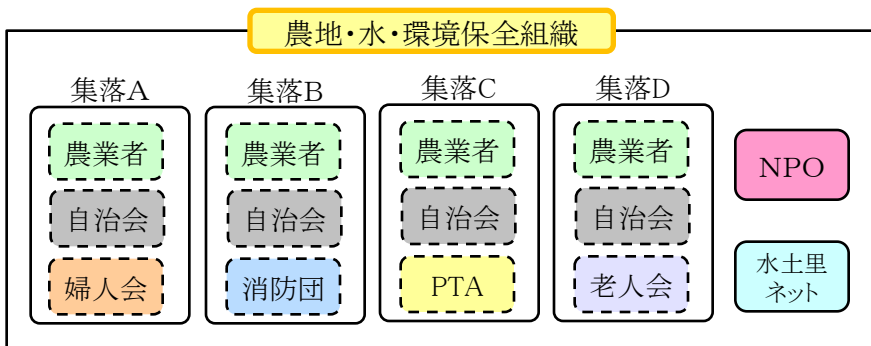 農地・水・環境保全組織
集落A
集落B
集落C
集落D
農業者
農業者
農業者
農業者
自治会
自治会
自治会
自治会
婦人会
消防団
PTA
老人会
NPO
水土里
ネット